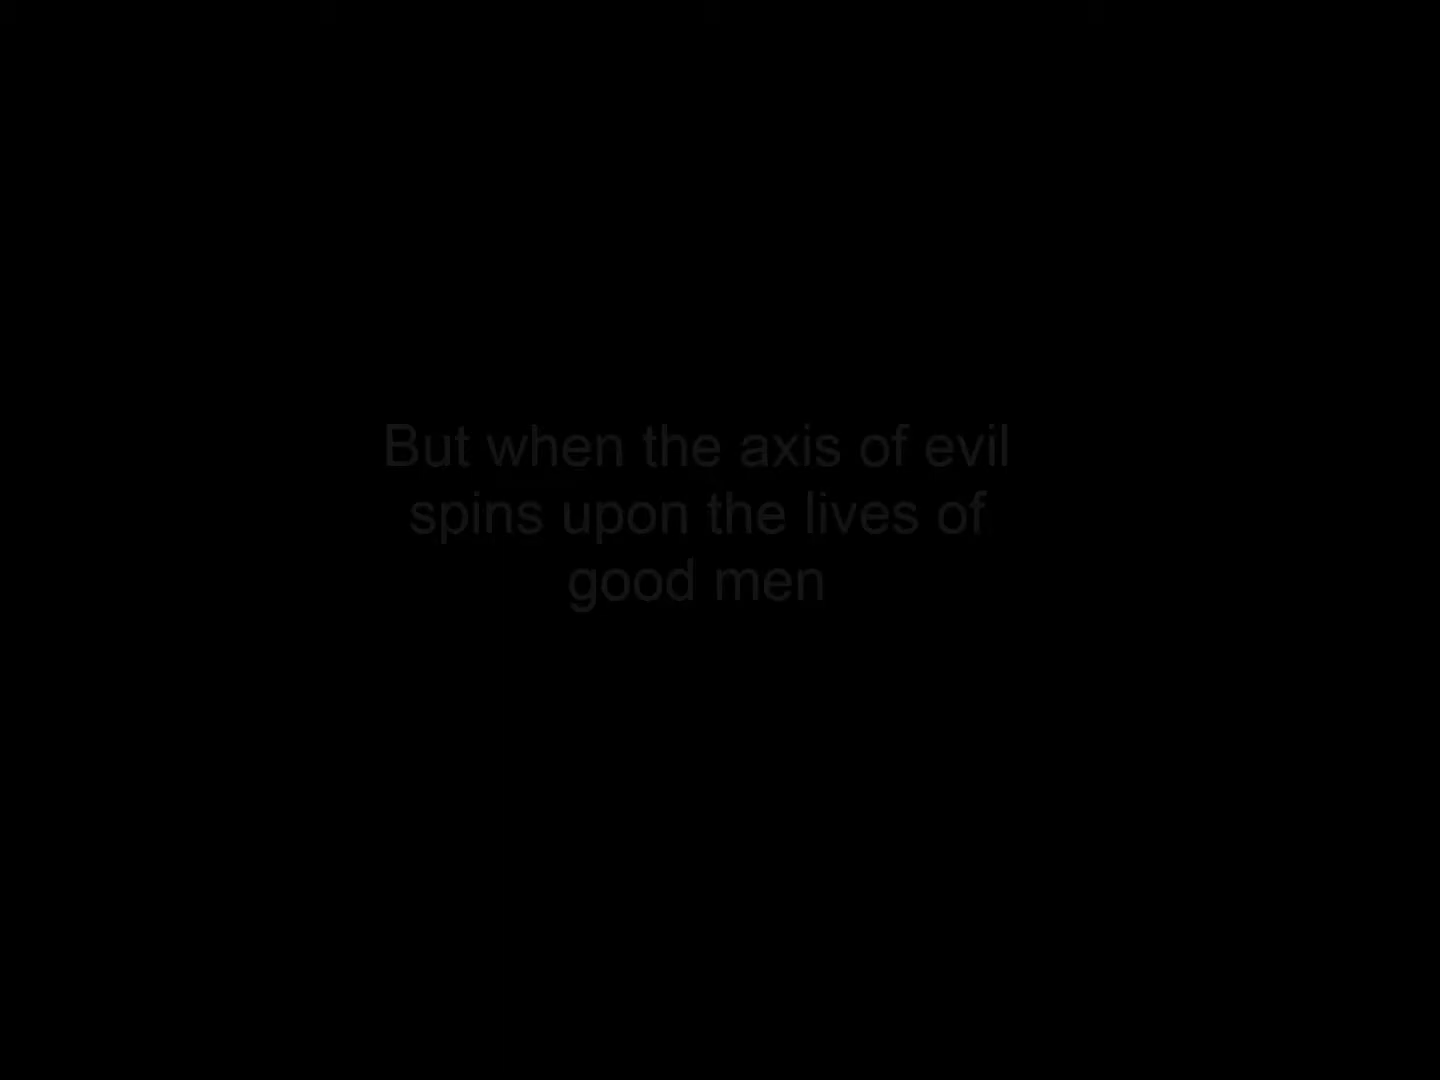 But when the axis of evil
spins upon the lives of
good men